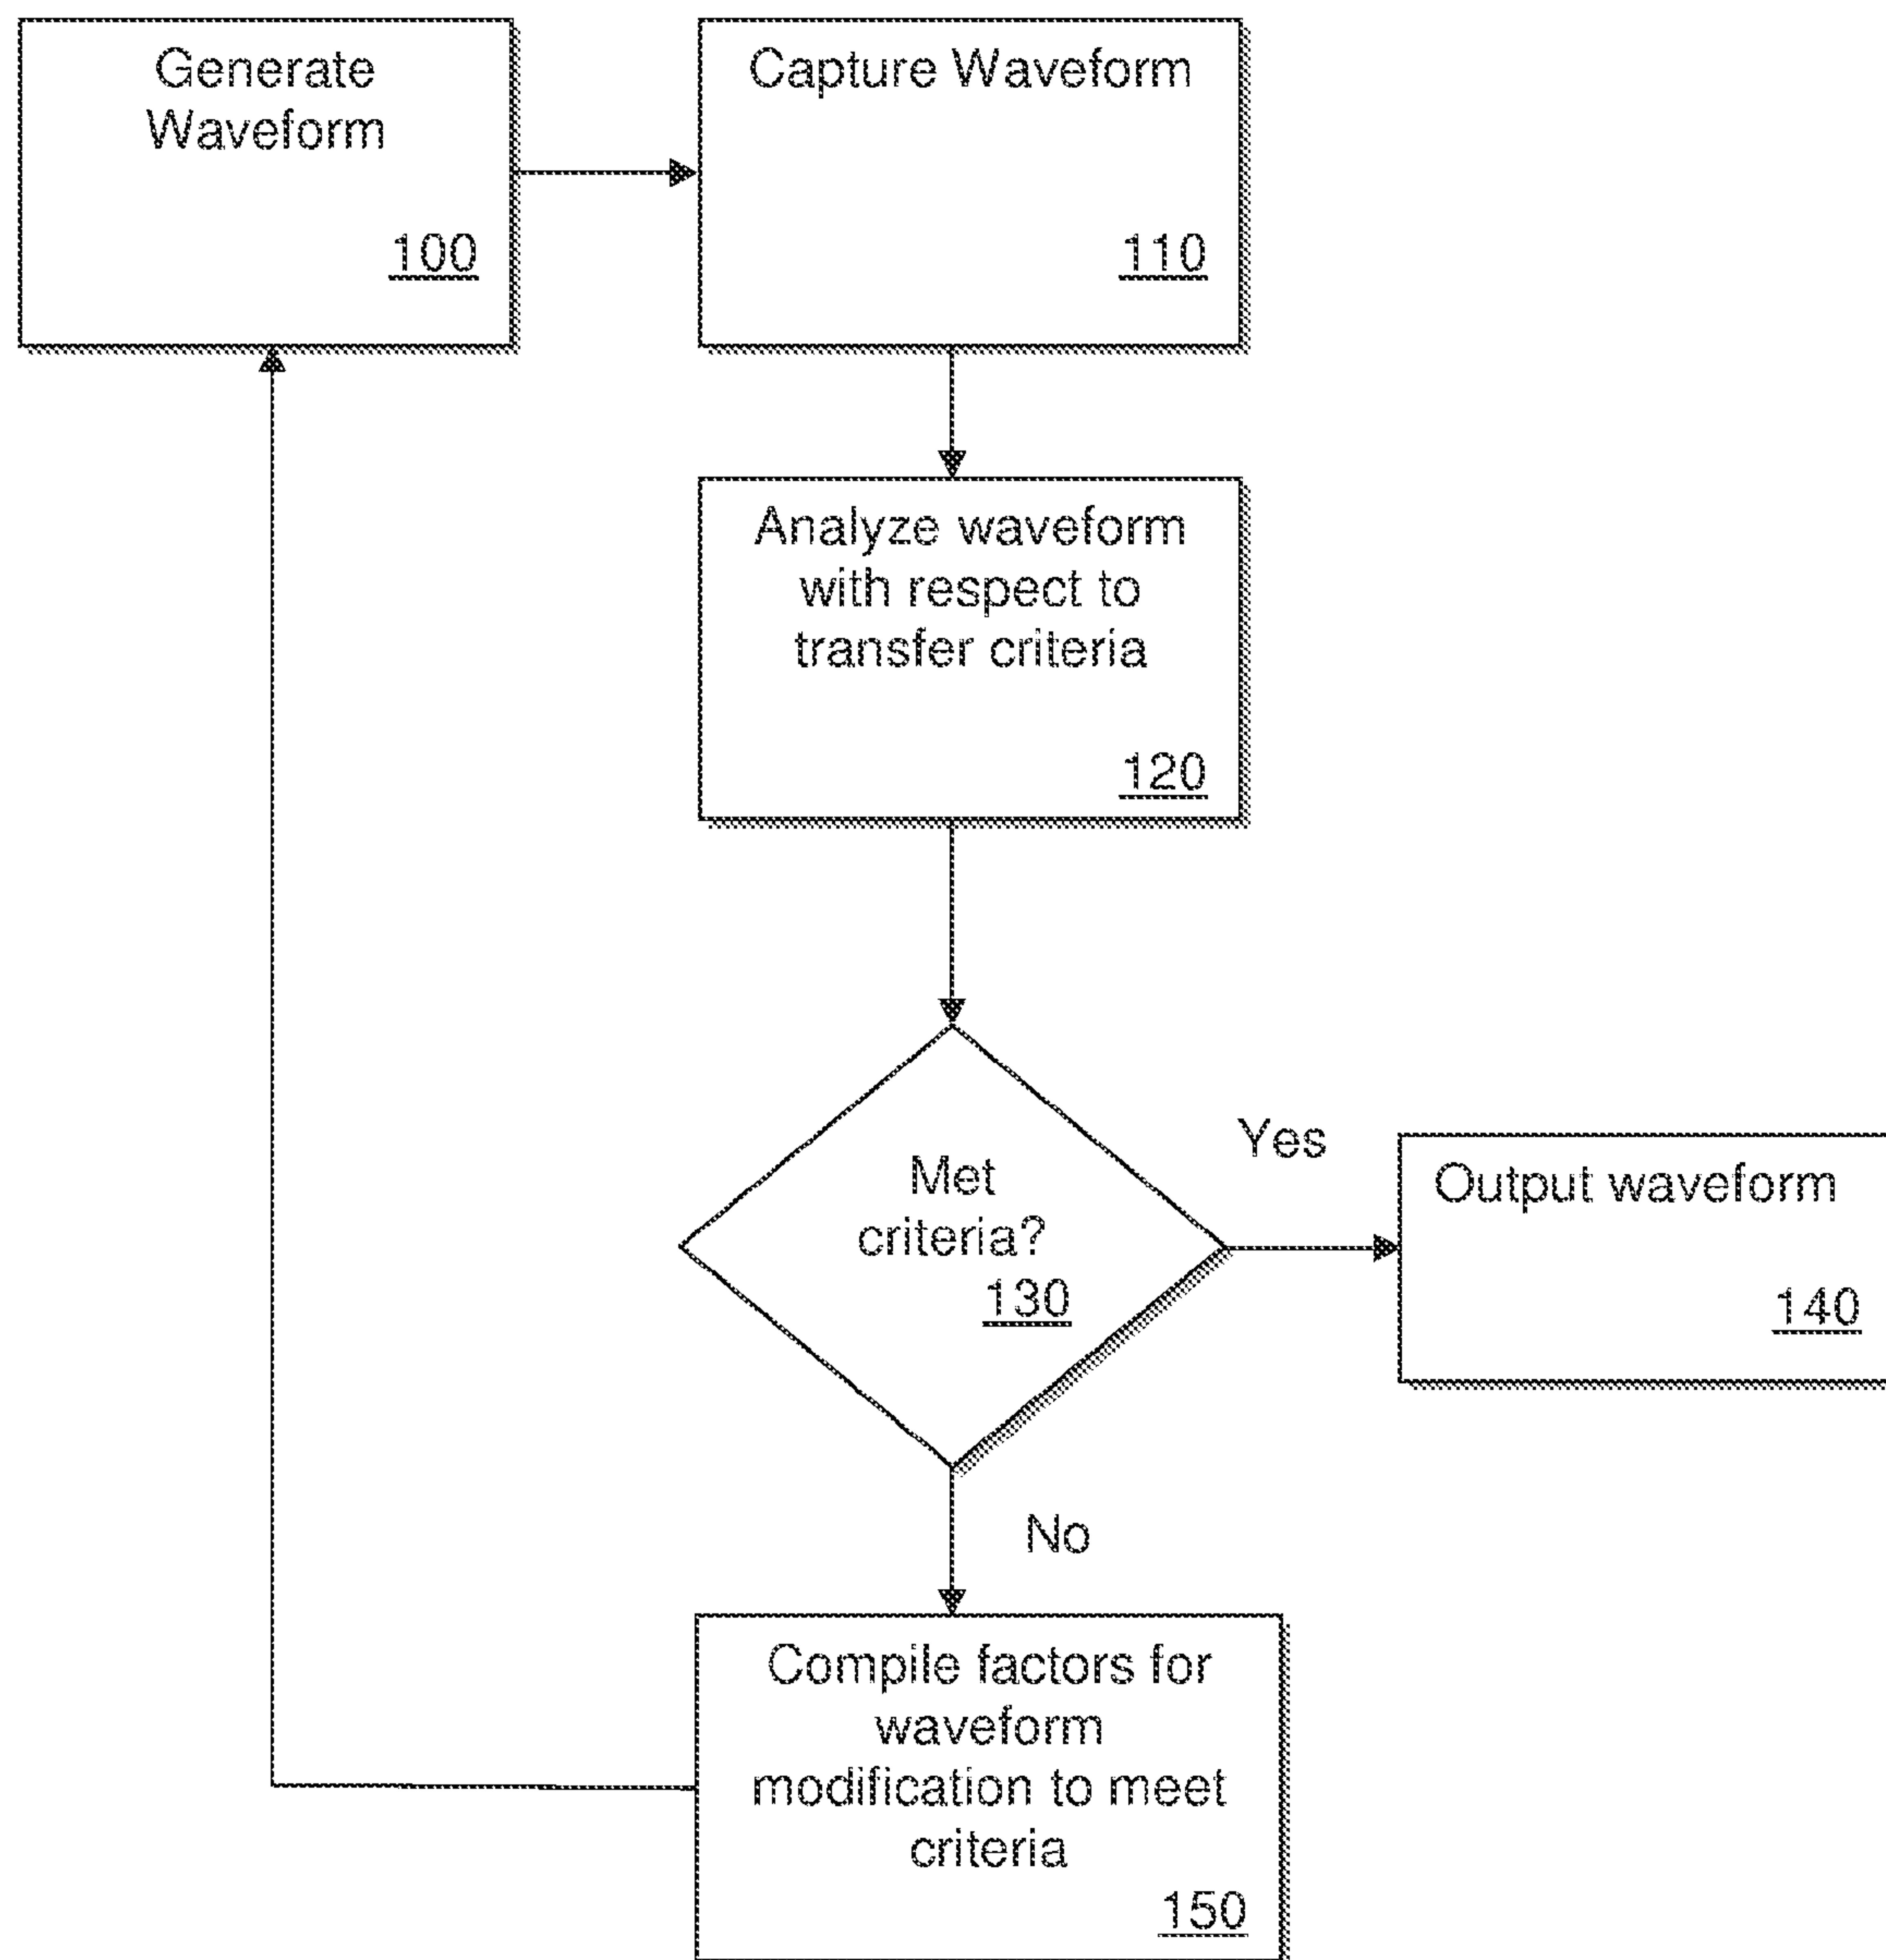 Generate
Waveform
100
Capture Waveform
110
Analyze waveform
with respect to
transfer criteria
120
Met
criteria?
130
Yes
Output waveform
140
No
Compile factors for
waveform
modification to meet
criteria
150